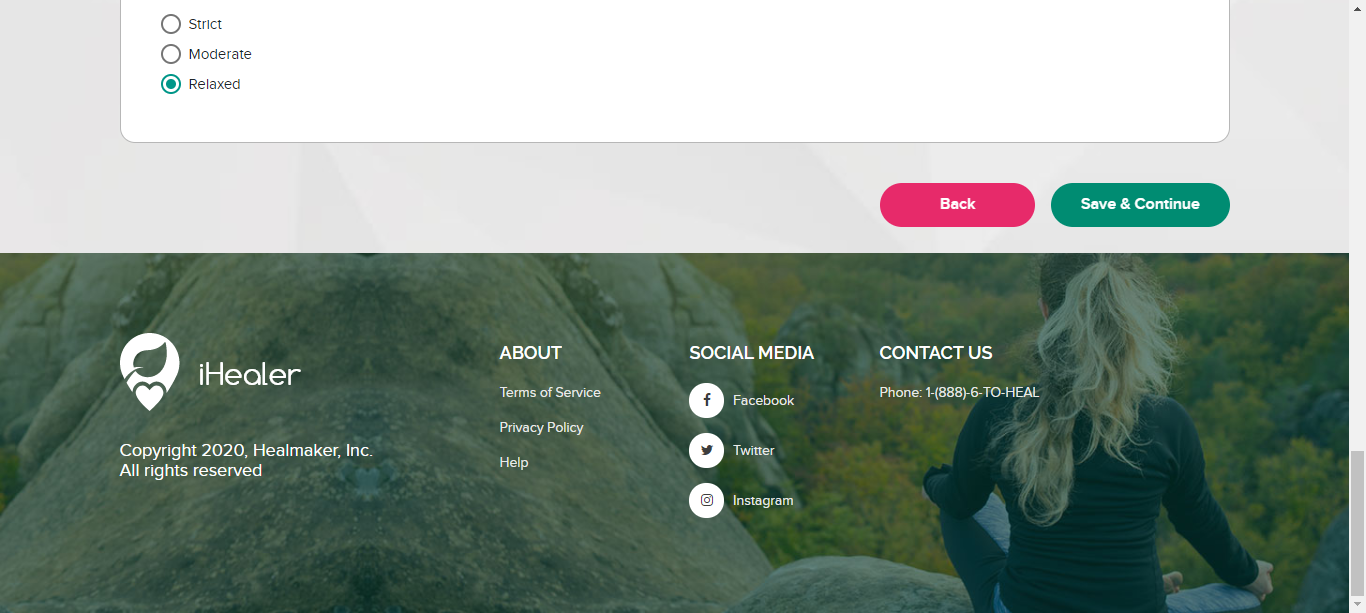 Strict
Moderate
Relaxed
Back
Save & Continue
iHealer
Copyright 2020, Healmaker, Inc.
All rights reserved
ABOUT
Terms of Service
Privacy Policy
Help
SOCIAL MEDIA
Facebook
Twitter
Instagram
CONTACT US
Phone: 1-(888)-6-TO-HEAL